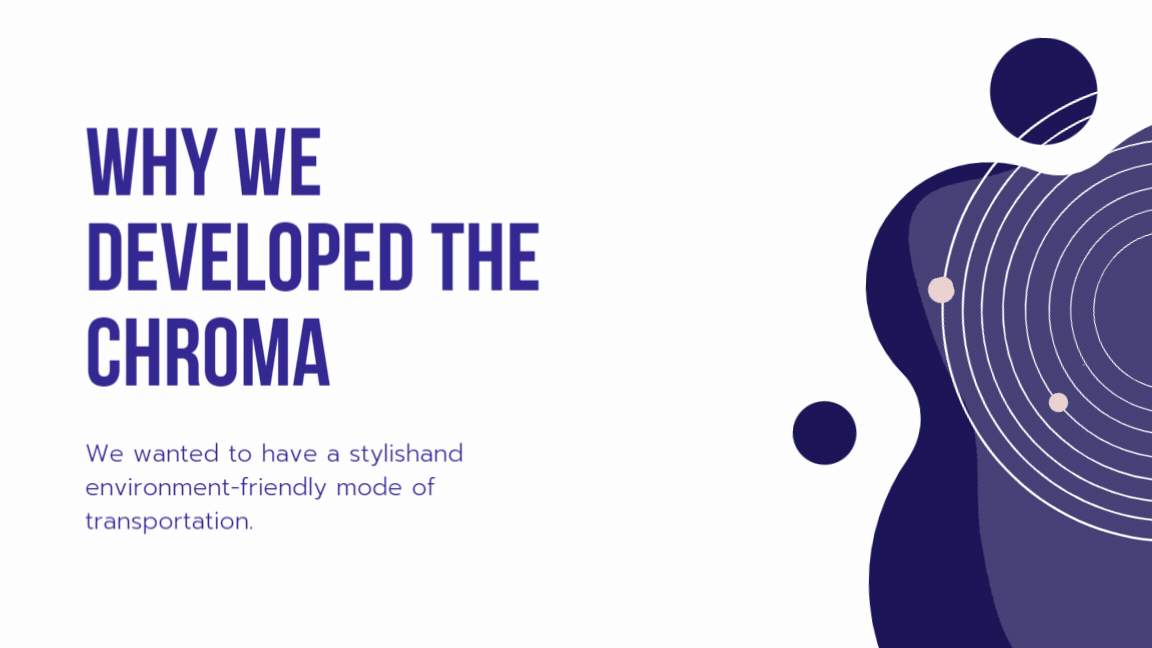 WHY WE
DEVELOPED THE
CHROMA
We wanted to have a stylishand
environment-friendly mode of
transportation.